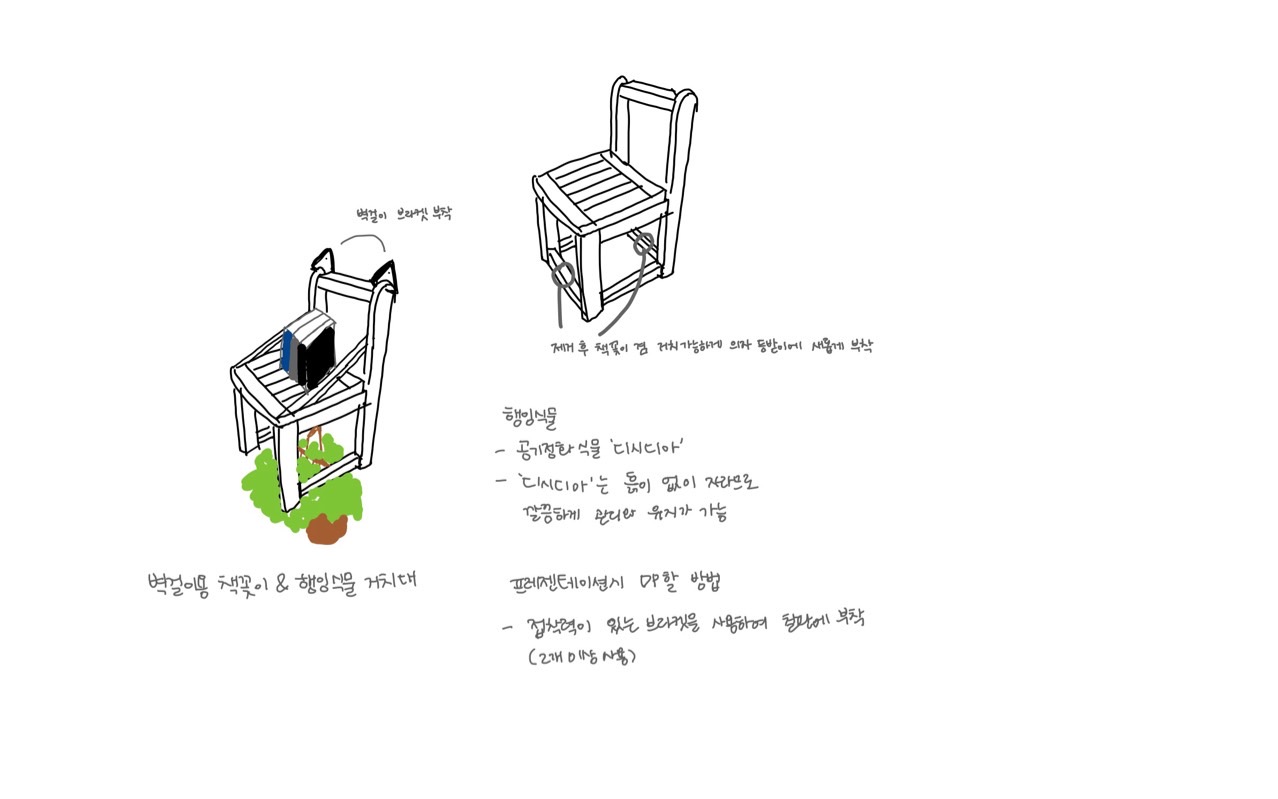 벽걸이 브라켓 부착
제거 후 책꽂이 겸 거치가능하게 의자 등받이에 새롭게 부착
행잉식물
- 공기정화 식물 '디시디아'
- '디시디아'는 흙이 없이 자라므로
깔끔하게 관리와 유지가 가능
벽걸이용 책꽂이 & 행잉식물 거치대
프레젠테이션시 DP할 방법
- 접착력이 있는 브라켓을 사용하여 칠판에 부착
(2개 이상 사용)